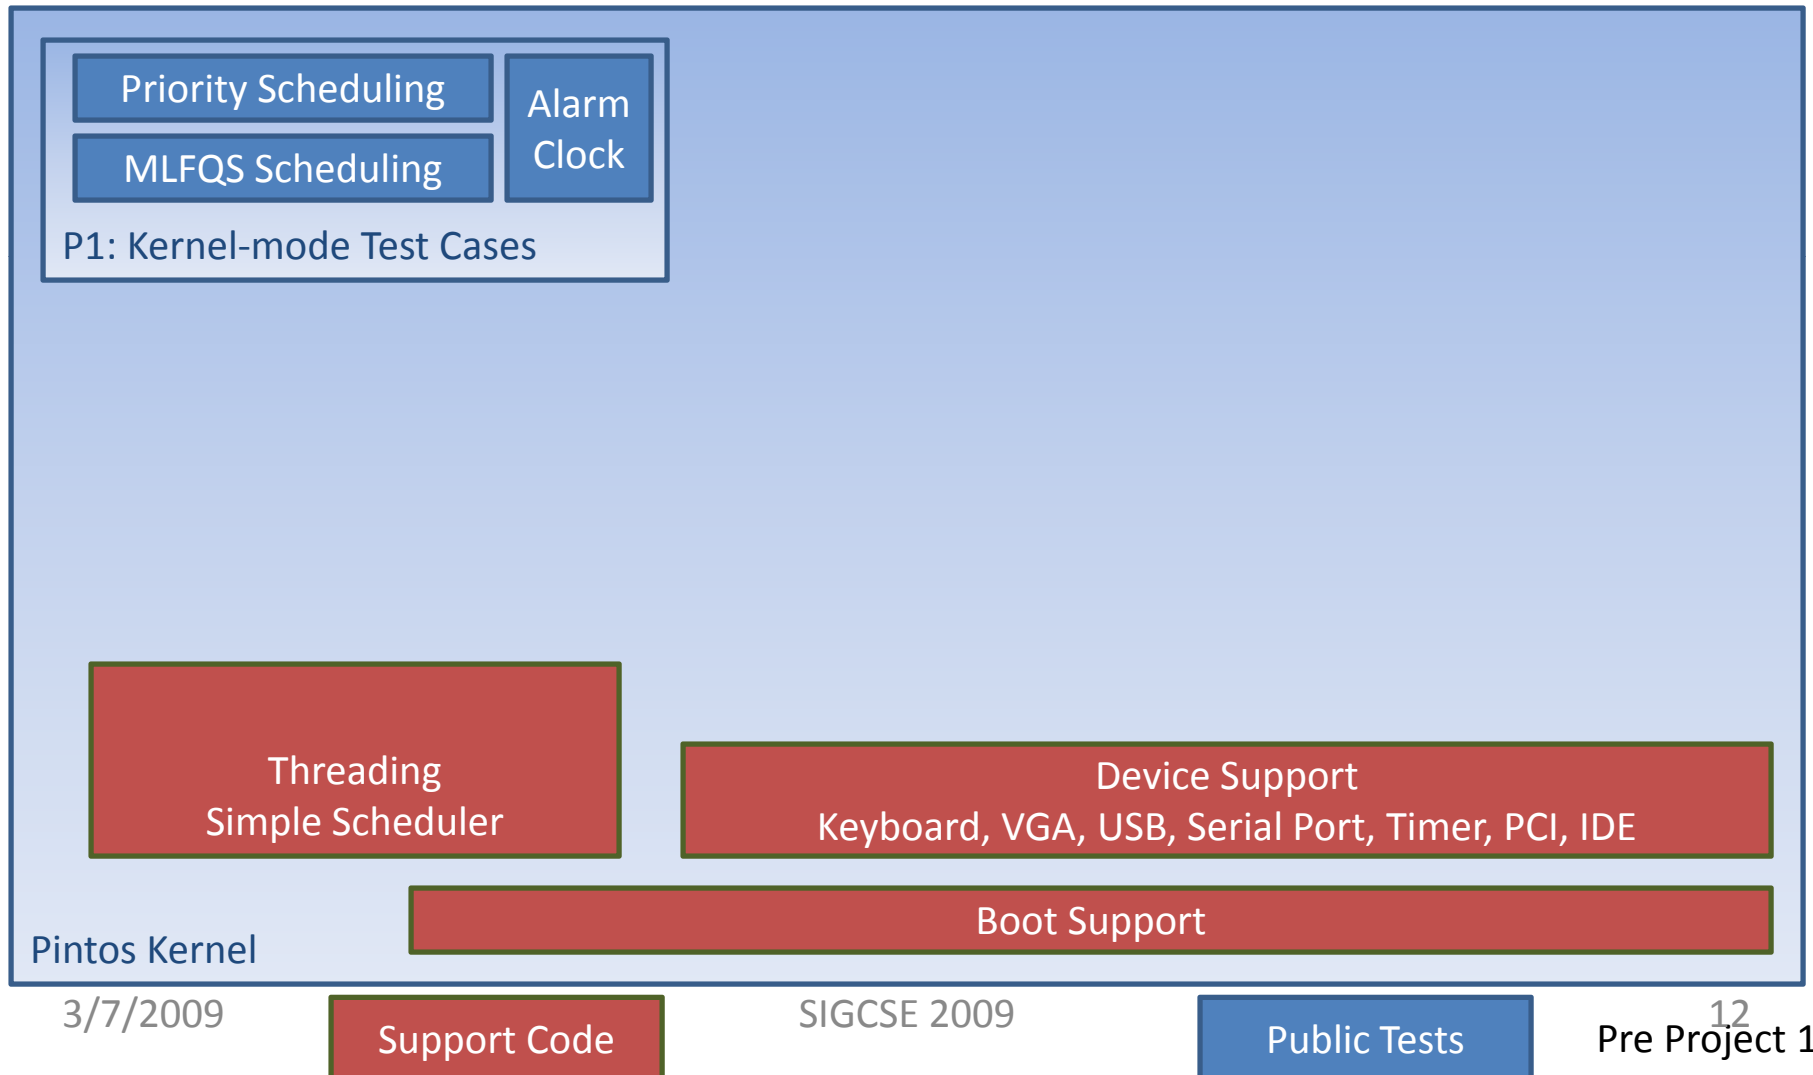 Priority Scheduling
MLFQS Scheduling
Alarm
Clock
P1: Kernel-mode Test Cases
Threading
Simple Scheduler
Device Support
Keyboard, VGA, USB, Serial Port, Timer, PCI, IDE
Boot Support
Pintos Kernel
3/7/2009
Support Code
SIGCSE 2009
Public Tests
12
Pre Project 1